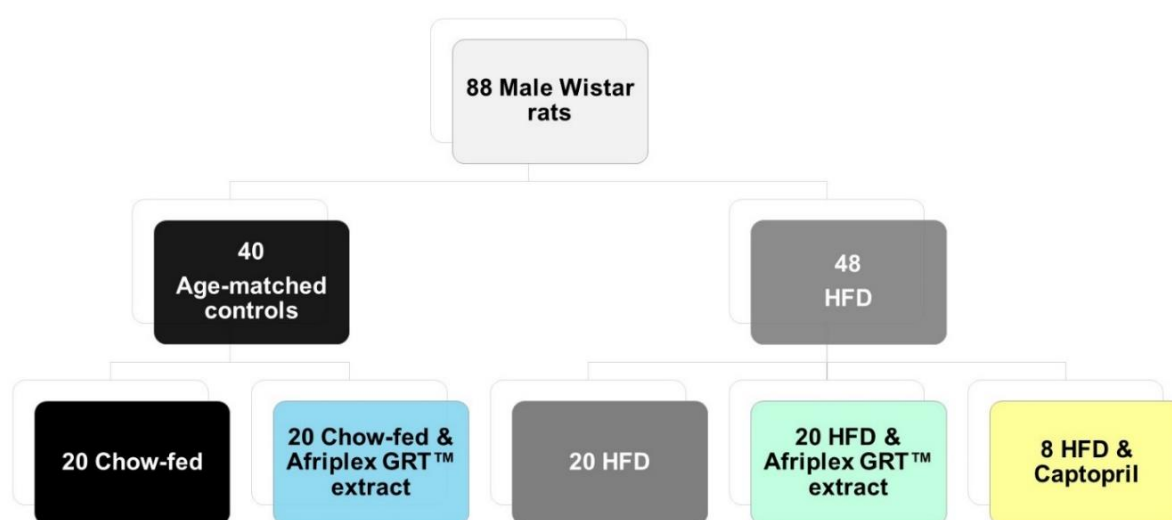 88 Male Wistar
rats
40
Age-matched
controls
48
HFD
20 Chow-fed
20 Chow-fed &
Afriplex GRT™
extract
20 HFD
20 HFD &
Afriplex GRT™
extract
8 HFD &
Captopril